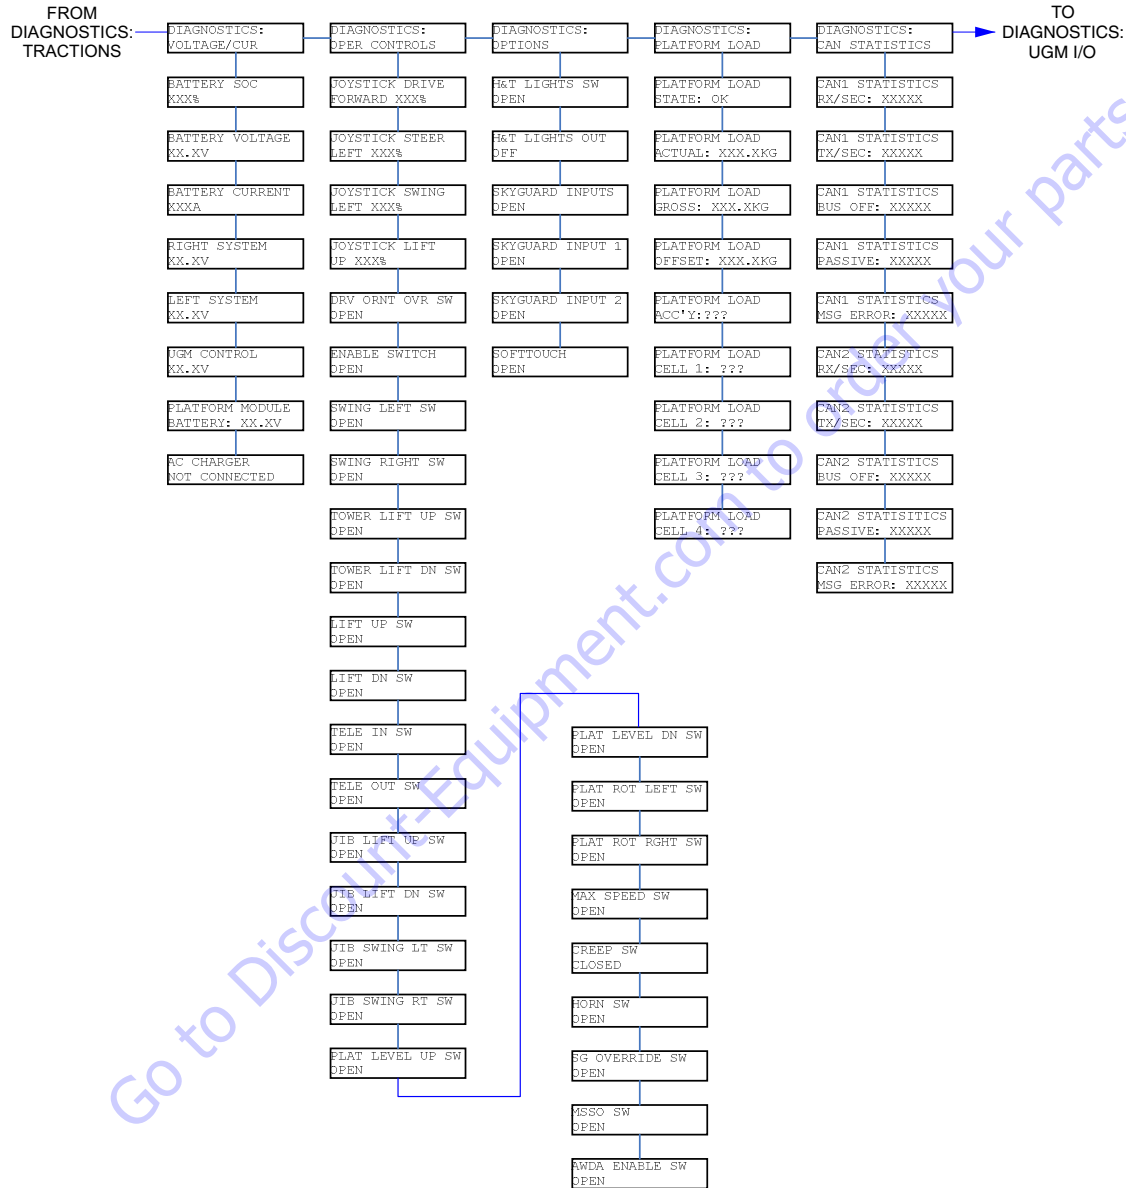 FROM
DIAGNOSTICS:
TRACTIONS
DIAGNOSTICS:
VOLTAGE/CUR
BATTERY SOC
XXX%
BATTERY VOLTAGE
XX.XV
BATTERY CURRENT
XXXA
RIGHT SYSTEM
XX.XV
LEFT SYSTEM
XX.XV
UGM CONTROL
XX.XV
PLATFORM MODULE
BATTERY: XX.XV
AC CHARGER
NOT CONNECTED
DIAGNOSTICS:
OPER CONTROLS
JOYSTICK DRIVE
FORWARD XXX%
JOYSTICK STEER
LEFT XXX%
JOYSTICK SWING
LEFT XXX%
JOYSTICK LIFT
UP XXX%
DRV ORNT OVR SW
OPEN
ENABLE SWITCH
OPEN
SWING LEFT SW
OPEN
SWING RIGHT SW
OPEN
TOWER LIFT UP SW
OPEN
TOWER LIFT DN SW
OPEN
LIFT UP SW
OPEN
LIFT DN SW
OPEN
TELE IN SW
OPEN
TELE OUT SW
OPEN
JIB LIFT UP SW
OPEN
JIB LIFT DN SW
OPEN
JIB SWING LT SW
OPEN
JIB SWING RT SW
OPEN
PLAT LEVEL UP SW
OPEN
PLAT LEVEL DN SW
OPEN
PLAT ROT LEFT SW
OPEN
PLAT ROT RGHT SW
OPEN
MAX SPEED SW
OPEN
CREEP SW
CLOSED
HORN SW
OPEN
SG OVERRIDE SW
OPEN
MSSO SW
OPEN
AWDA ENABLE SW
OPEN
DIAGNOSTICS:
OPTIONS
H&T LIGHTS SW
OPEN
H&T LIGHTS OUT
OFF
SKYGUARD INPUTS
OPEN
SKYGUARD INPUT 1
OPEN
SKYGUARD INPUT 2
OPEN
SOFTTOUCH
OPEN
DIAGNOSTICS:
PLATFORM LOAD
PLATFORM LOAD
STATE: OK
PLATFORM LOAD
ACTUAL: XXX.XKG
PLATFORM LOAD
GROSS: XXX.XKG
PLATFORM LOAD
OFFSET: XXX.XKG
PLATFORM LOAD
ACC'Y:???
PLATFORM LOAD
CELL 1: ???
PLATFORM LOAD
CELL 2: ???
PLATFORM LOAD
CELL 3: ???
PLATFORM LOAD
CELL 4: ???
DIAGNOSTICS:
CAN STATISTICS
CAN1 STATISTICS
RX/SEC: XXXXX
CAN1 STATISTICS
TX/SEC: XXXXX
CAN1 STATISTICS
BUS OFF: XXXXX
CAN1 STATISTICS
PASSIVE: XXXXX
CAN1 STATISTICS
MSG ERROR: XXXXX
CAN2 STATISTICS
RX/SEC: XXXXX
CAN2 STATISTICS
TX/SEC: XXXXX
CAN2 STATISTICS
BUS OFF: XXXXX
CAN2 STATISITICS
PASSIVE: XXXXX
CAN2 STATISTICS
MSG ERROR: XXXXX
TO
DIAGNOSTICS:
UGM I/O
Go to Discount-Equipment.com to order your parts